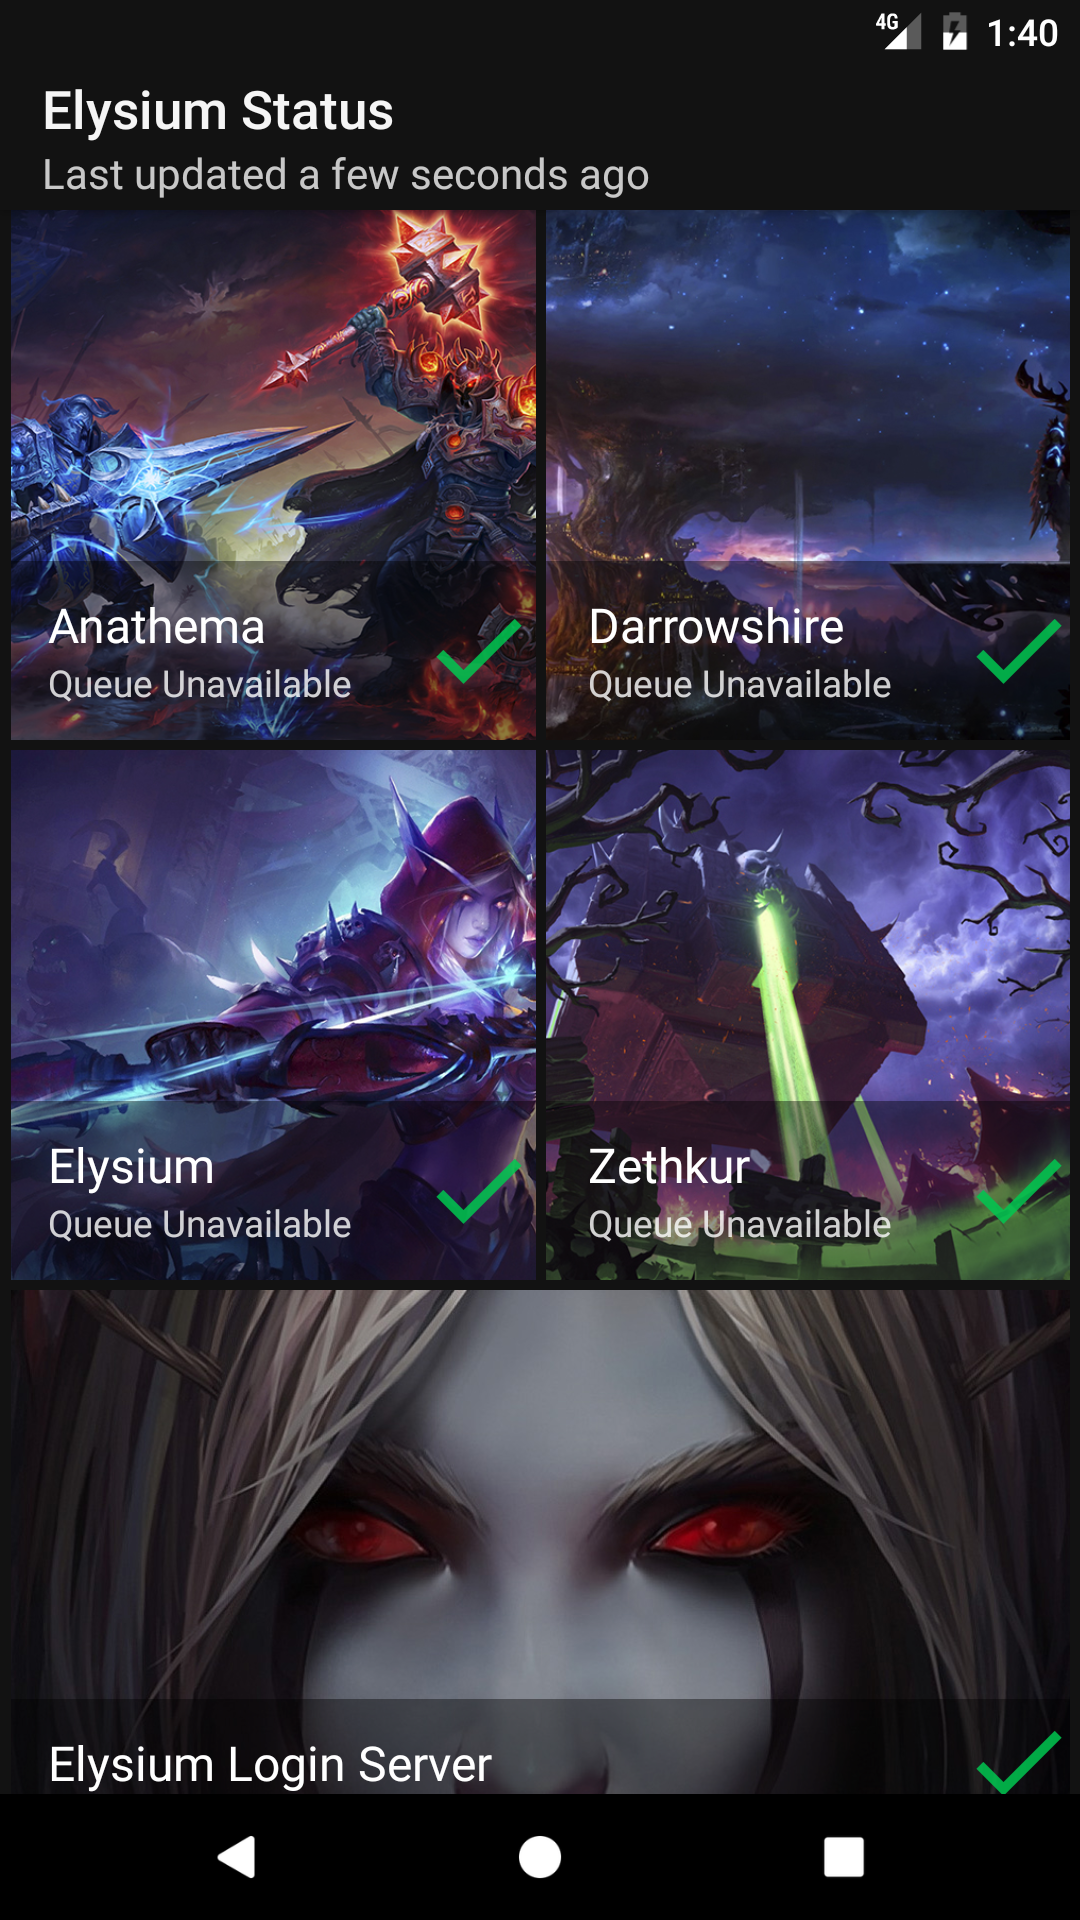 4G 1:40
Elysium Status
Last updated a few seconds ago
Anathema
Queue Unavailable
Darrowshire
Queue Unavailable
Elysium
Queue Unavailable
Zethkur
Queue Unavailable
Elysium Login Server